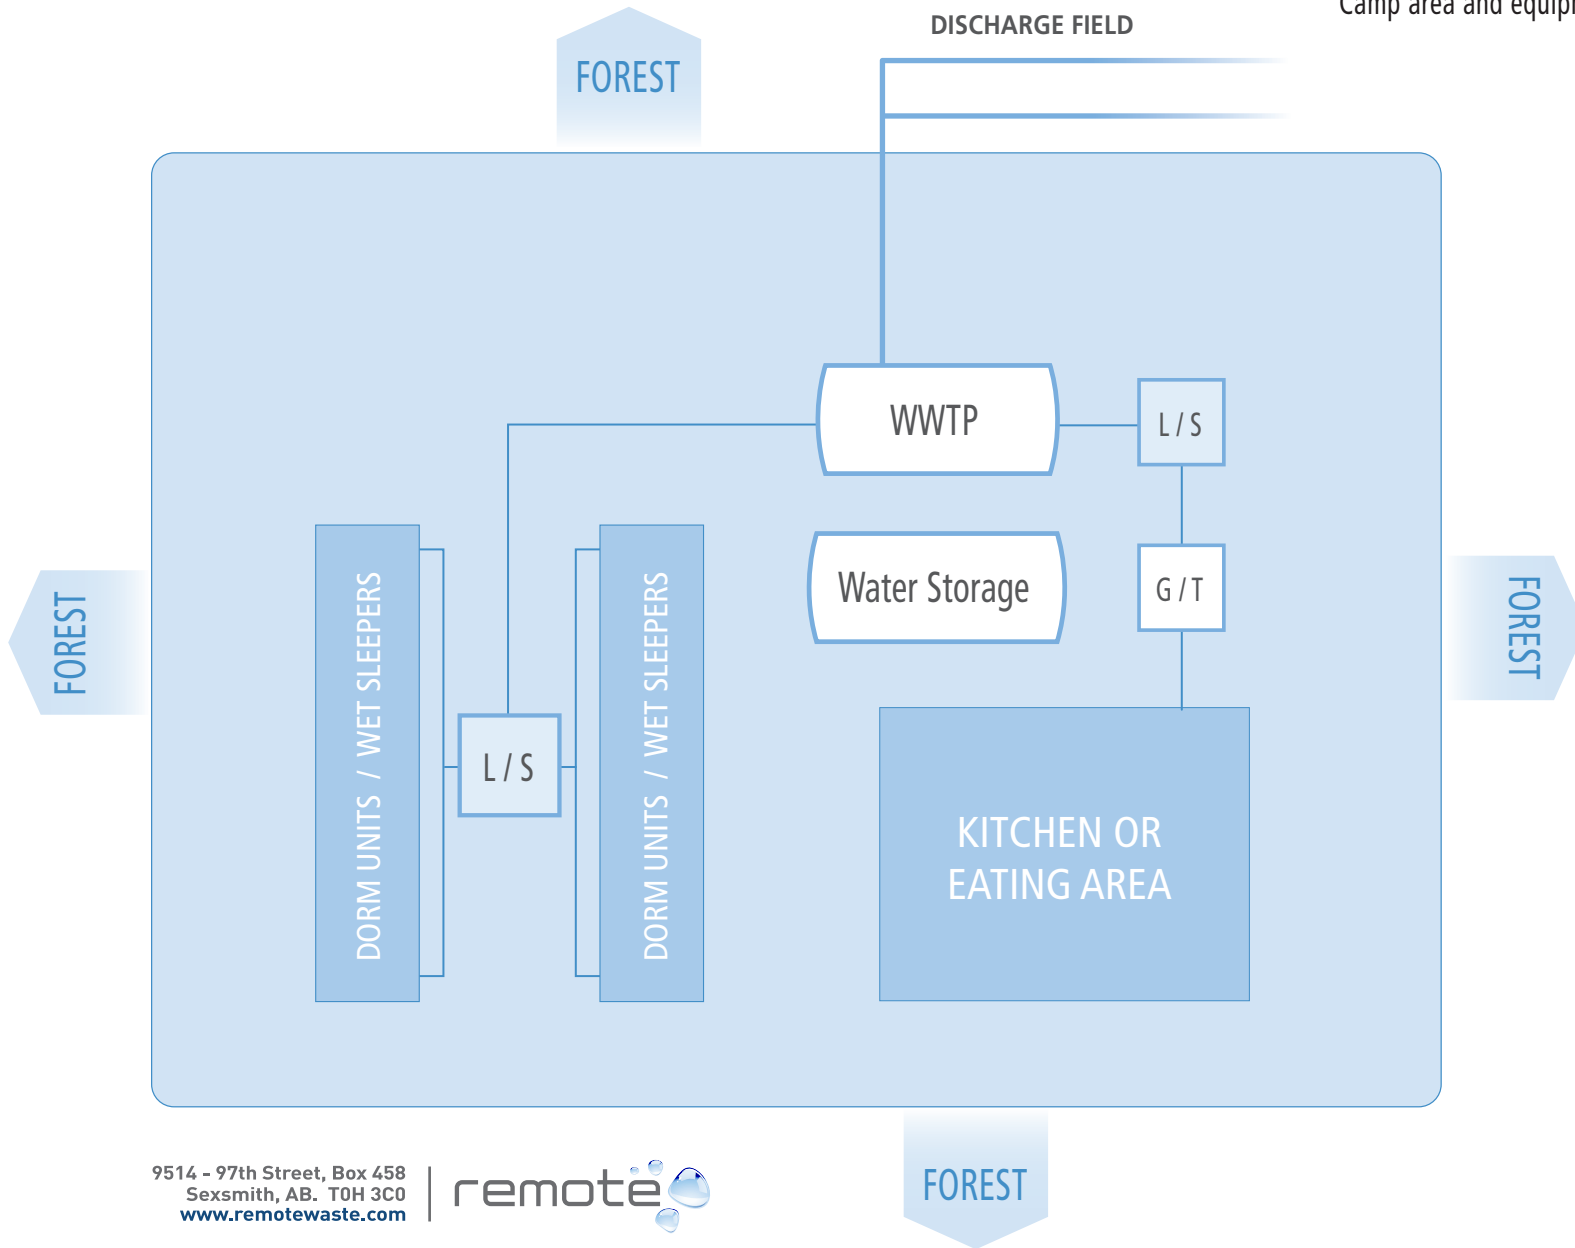 Camp area and
DISCHARGE FIELD
FOREST
WWTP
L / S
Water Storage
G / T
FOREST
FOREST
DORM UNITS / WET SLEEPERS
DORM UNITS / WET SLEEPERS
L / S
KITCHEN OR
EATING AREA
FOREST
9514 - 97th Street, Box 458
Sexsmith, AB. T0H 3C0
www.remotewaste.com
remote